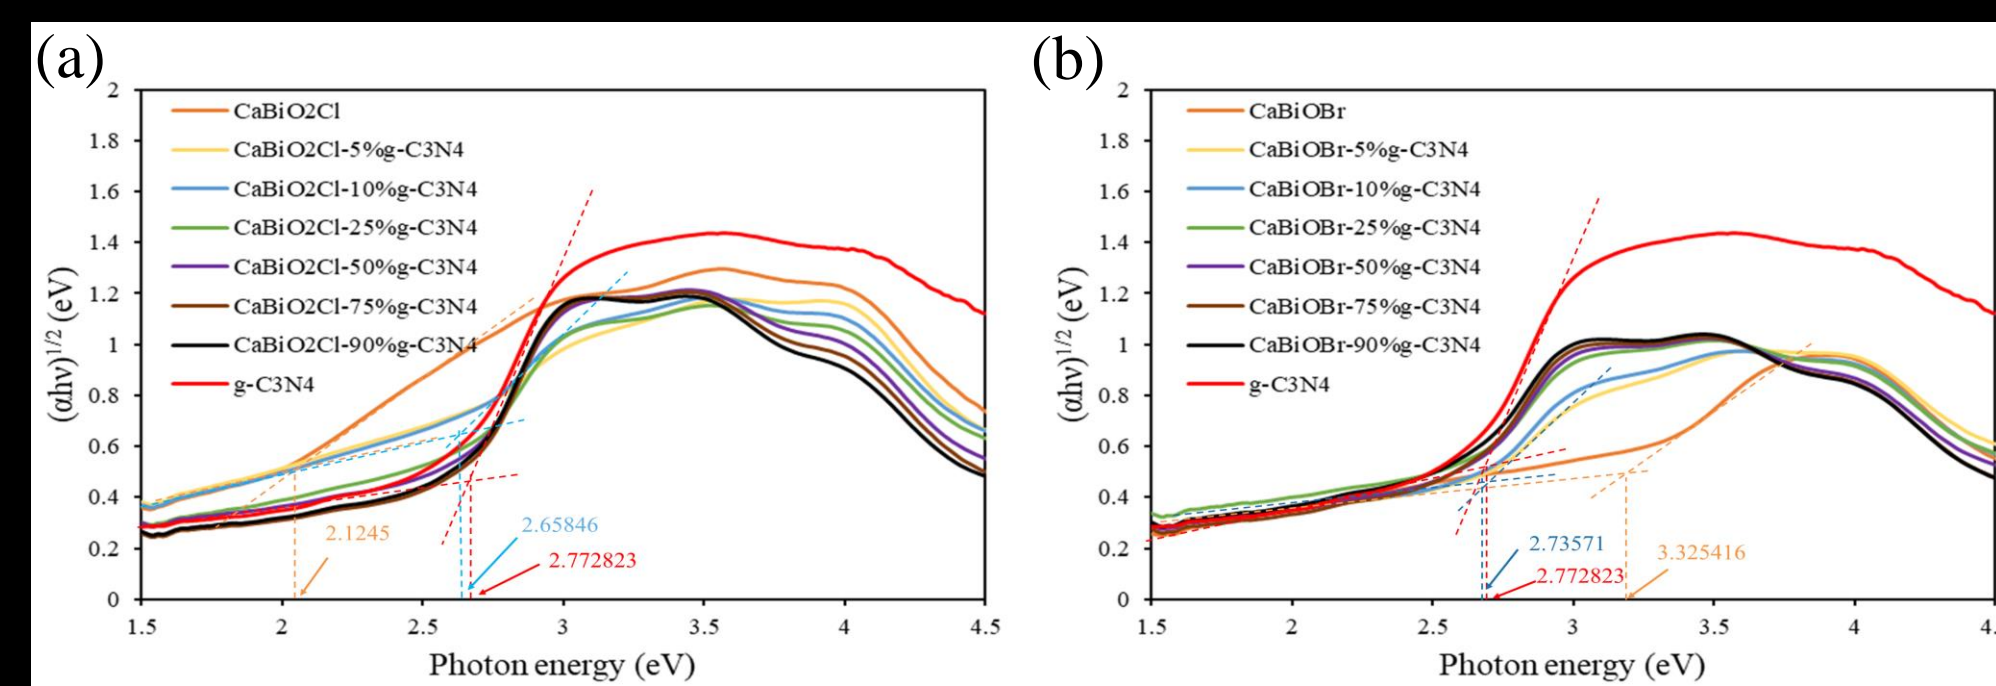 (a)
2
1.8
1.6
1.4
1.2
1
0.8
0.6
0.4
0.2
0
(αhν)1/2 (eV)
CaBiO2Cl
CaBiO2Cl-5%g-C3N4
CaBiO2Cl-10%g-C3N4
CaBiO2Cl-25%g-C3N4
CaBiO2Cl-50%g-C3N4
CaBiO2Cl-75%g-C3N4
CaBiO2Cl-90%g-C3N4
g-C3N4
2.1245
2.65846
2.772823
1.5 2 2.5 3 3.5 4 4.5
Photon energy (eV)
(b)
2
1.8
1.6
1.4
1.2
1
0.8
0.6
0.4
0.2
0
(αhν)1/2 (eV)
CaBiOBr
CaBiOBr-5%g-C3N4
CaBiOBr-10%g-C3N4
CaBiOBr-25%g-C3N4
CaBiOBr-50%g-C3N4
CaBiOBr-75%g-C3N4
CaBiOBr-90%g-C3N4
g-C3N4
2.73571
2.772823
3.325416
1.5 2 2.5 3 3.5 4 4.
Photon energy (eV)